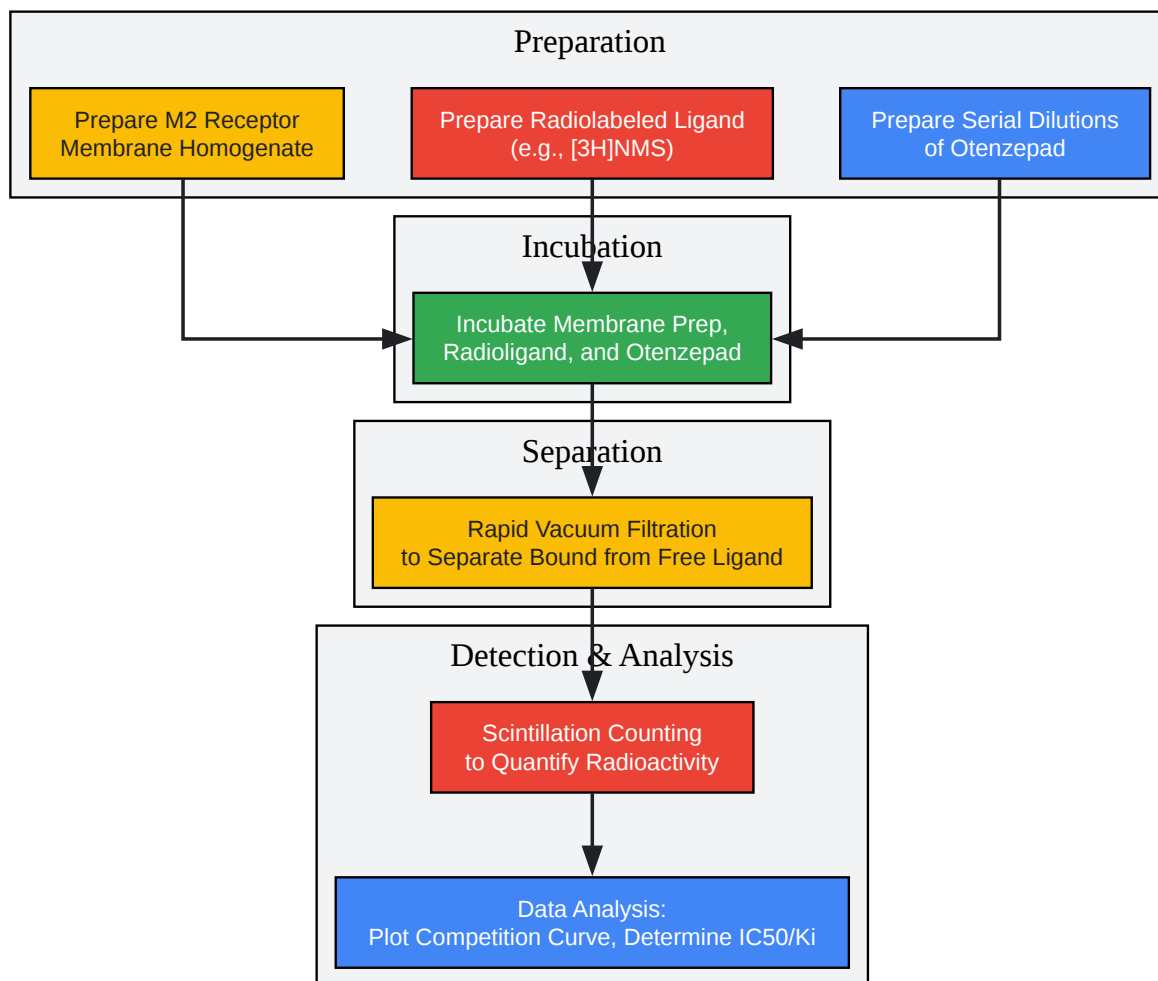 Preparation
Prepare M2 Receptor
Membrane Homogenate
Prepare Radiolabeled Ligand
(e.g., [3H]NMS)
Prepare Serial Dilutions
of Otenzepad
Incubation
Incubate Membrane Prep,
Radioligand, and Otenzepad
Separation
Rapid Vacuum Filtration
to Separate Bound from Free Ligand
Detection & Analysis
Scintillation Counting
to Quantify Radioactivity
Data Analysis:
Plot Competition Curve, Determine IC50/Ki